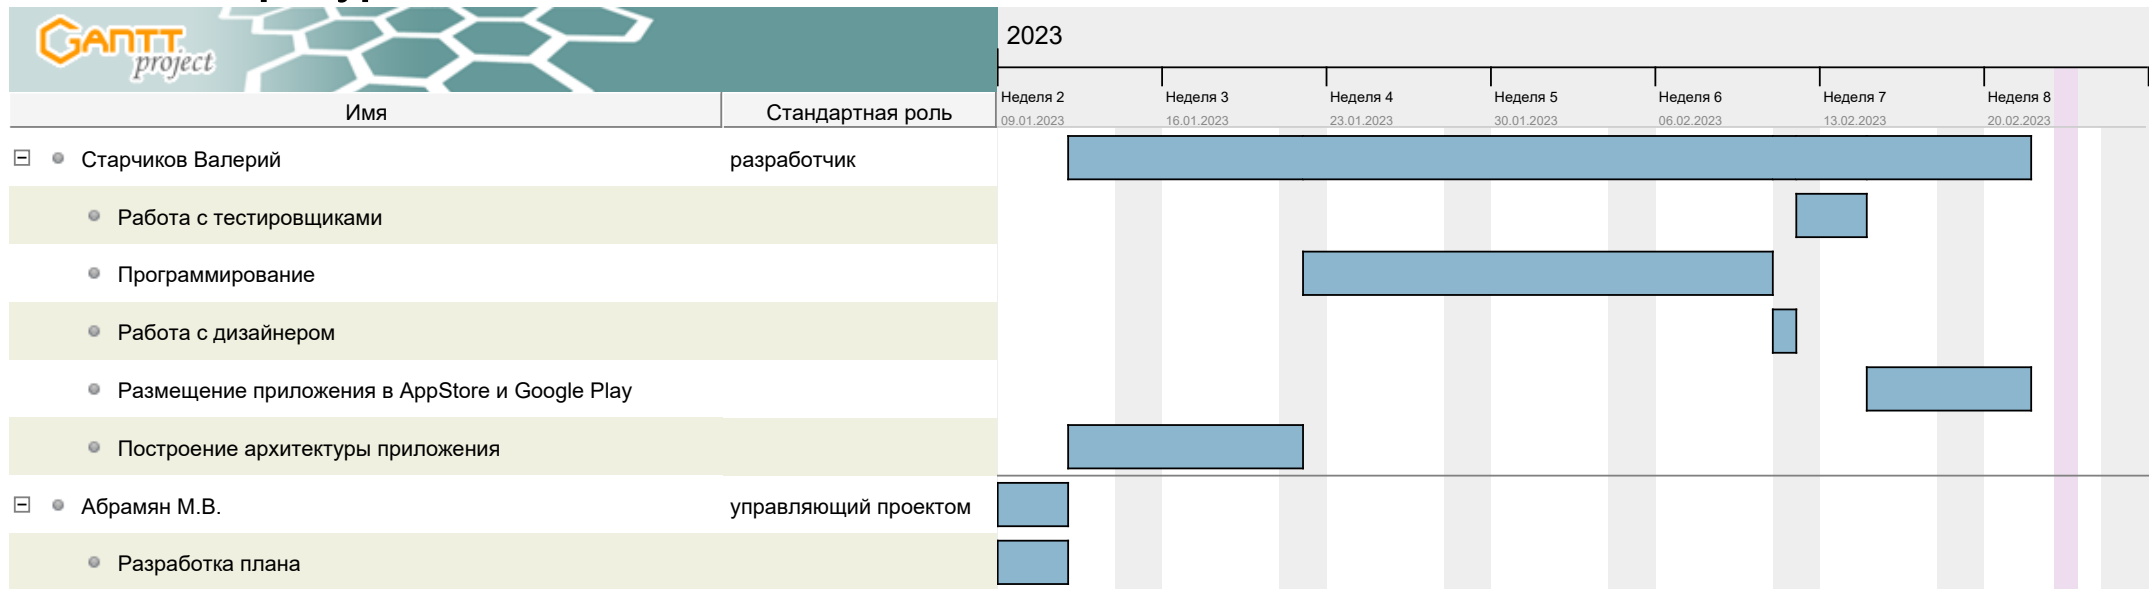 GANTT
project
2023
Имя
Стандартная роль
Неделя 2
Неделя 3
Неделя 4
Неделя 5
Неделя 6
Неделя 7
Неделя 8
09.01.2023
16.01.2023
23.01.2023
30.01.2023
06.02.2023
13.02.2023
20.02.2023
Старчиков Валерий
разработчик
Работа с тестировщиками
Программирование
Работа с дизайнером
Размещение приложения в AppStore и Google Play
Построение архитектуры приложения
Абрамян М.В.
управляющий проектом
Разработка плана